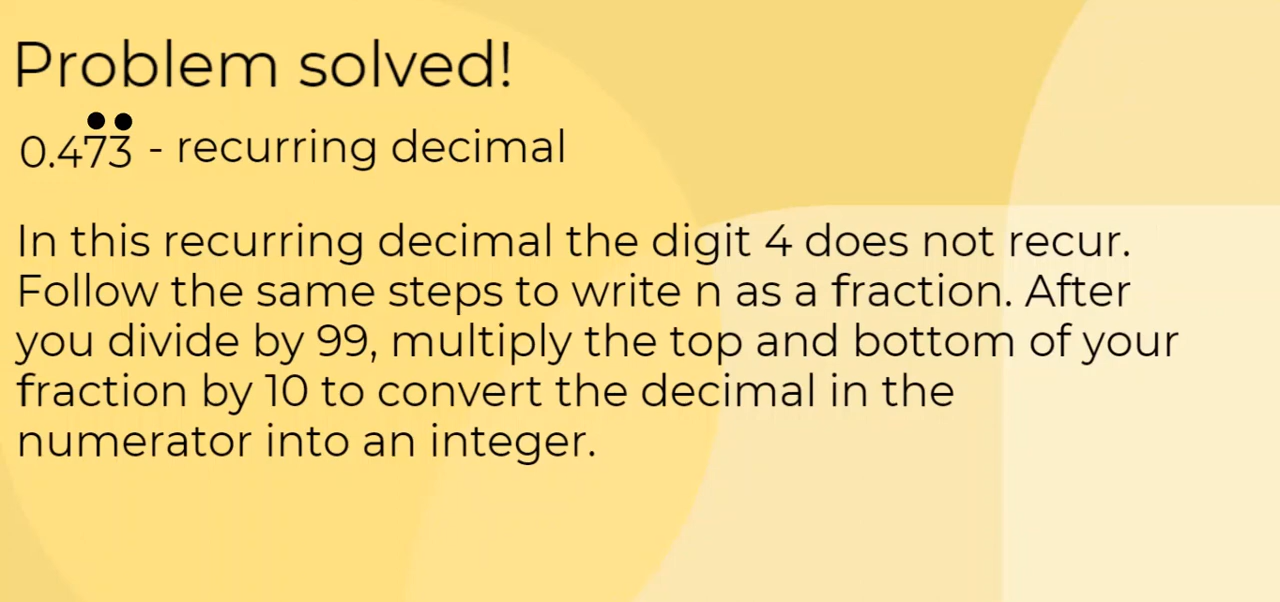 Problem solved!
0.47̇3̇ - recurring decimal
In this recurring decimal the digit 4 does not recur.
Follow the same steps to write n as a fraction. After
you divide by 99, multiply the top and bottom of your
fraction by 10 to convert the decimal in the
numerator into an integer.